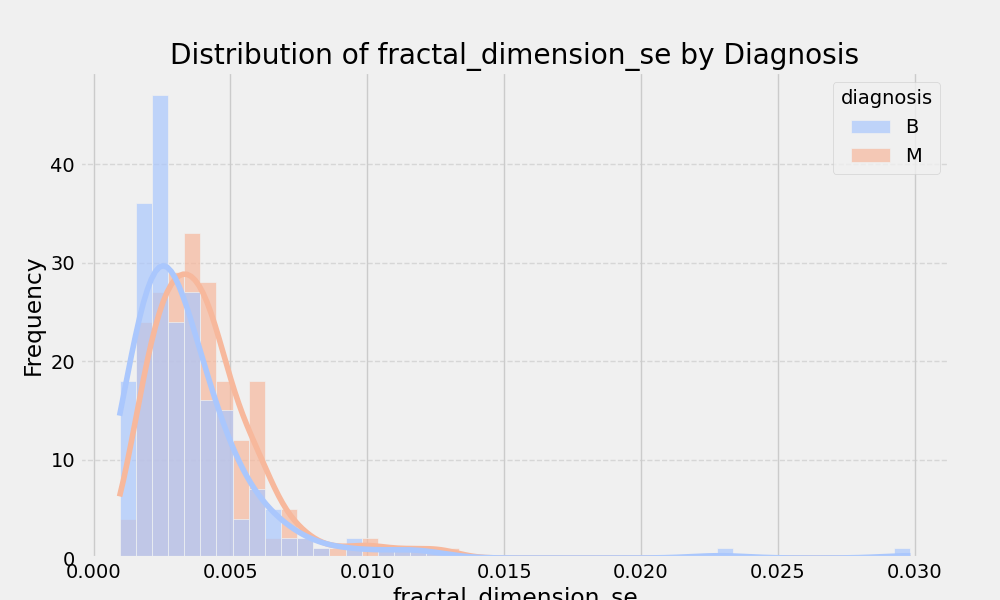 Distribution of fractal_dimension_se by Diagnosis
diagnosis
B
M
Frequency
40
30
20
10
0
0.000 0.005 0.010 0.015 0.020 0.025 0.030
fractal_dimension_se